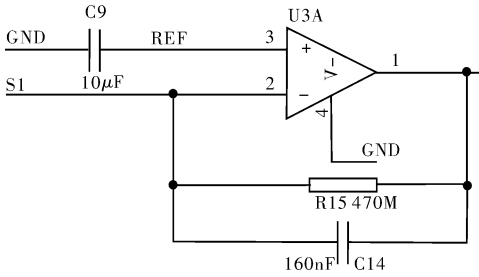 C9
U3A
GND
REF
3
+
1
V-
10μF
S1
2
-
4
GND
R15 470M
160nF
C14